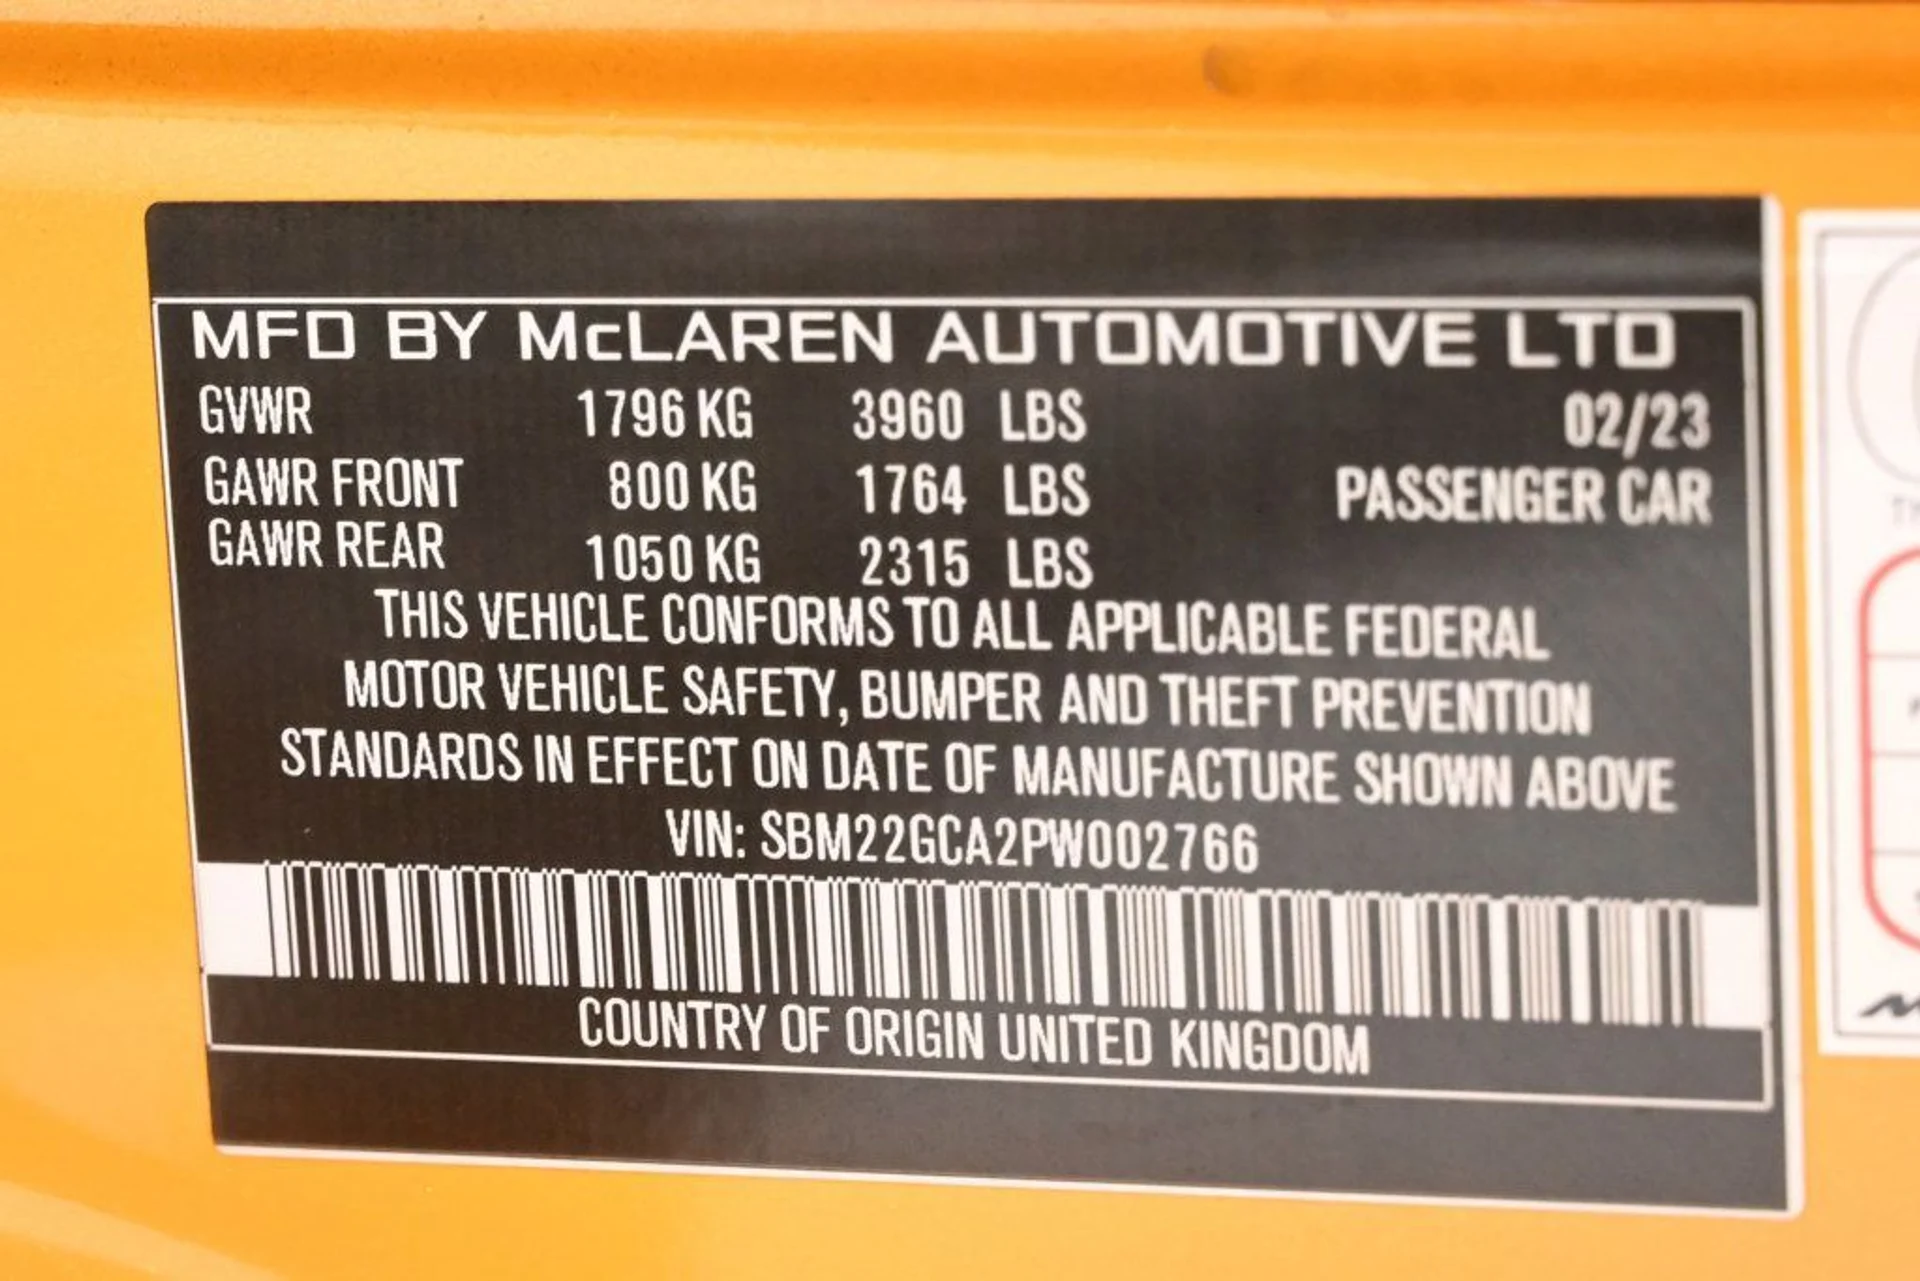 MFD BY McLAREN AUTOMOTIVE LTD
GVWR 1796 KG 3960 LBS 02/23
GAWR FRONT 800 KG 1764 LBS PASSENGER CAR
GAWR REAR 1050 KG 2315 LBS
THIS VEHICLE CONFORMS TO ALL APPLICABLE FEDERAL
MOTOR VEHICLE SAFETY, BUMPER AND THEFT PREVENTION
STANDARDS IN EFFECT ON DATE OF MANUFACTURE SHOWN ABOVE
VIN: SBM22GCA2PW002766
COUNTRY OF ORIGIN UNITED KINGDOM